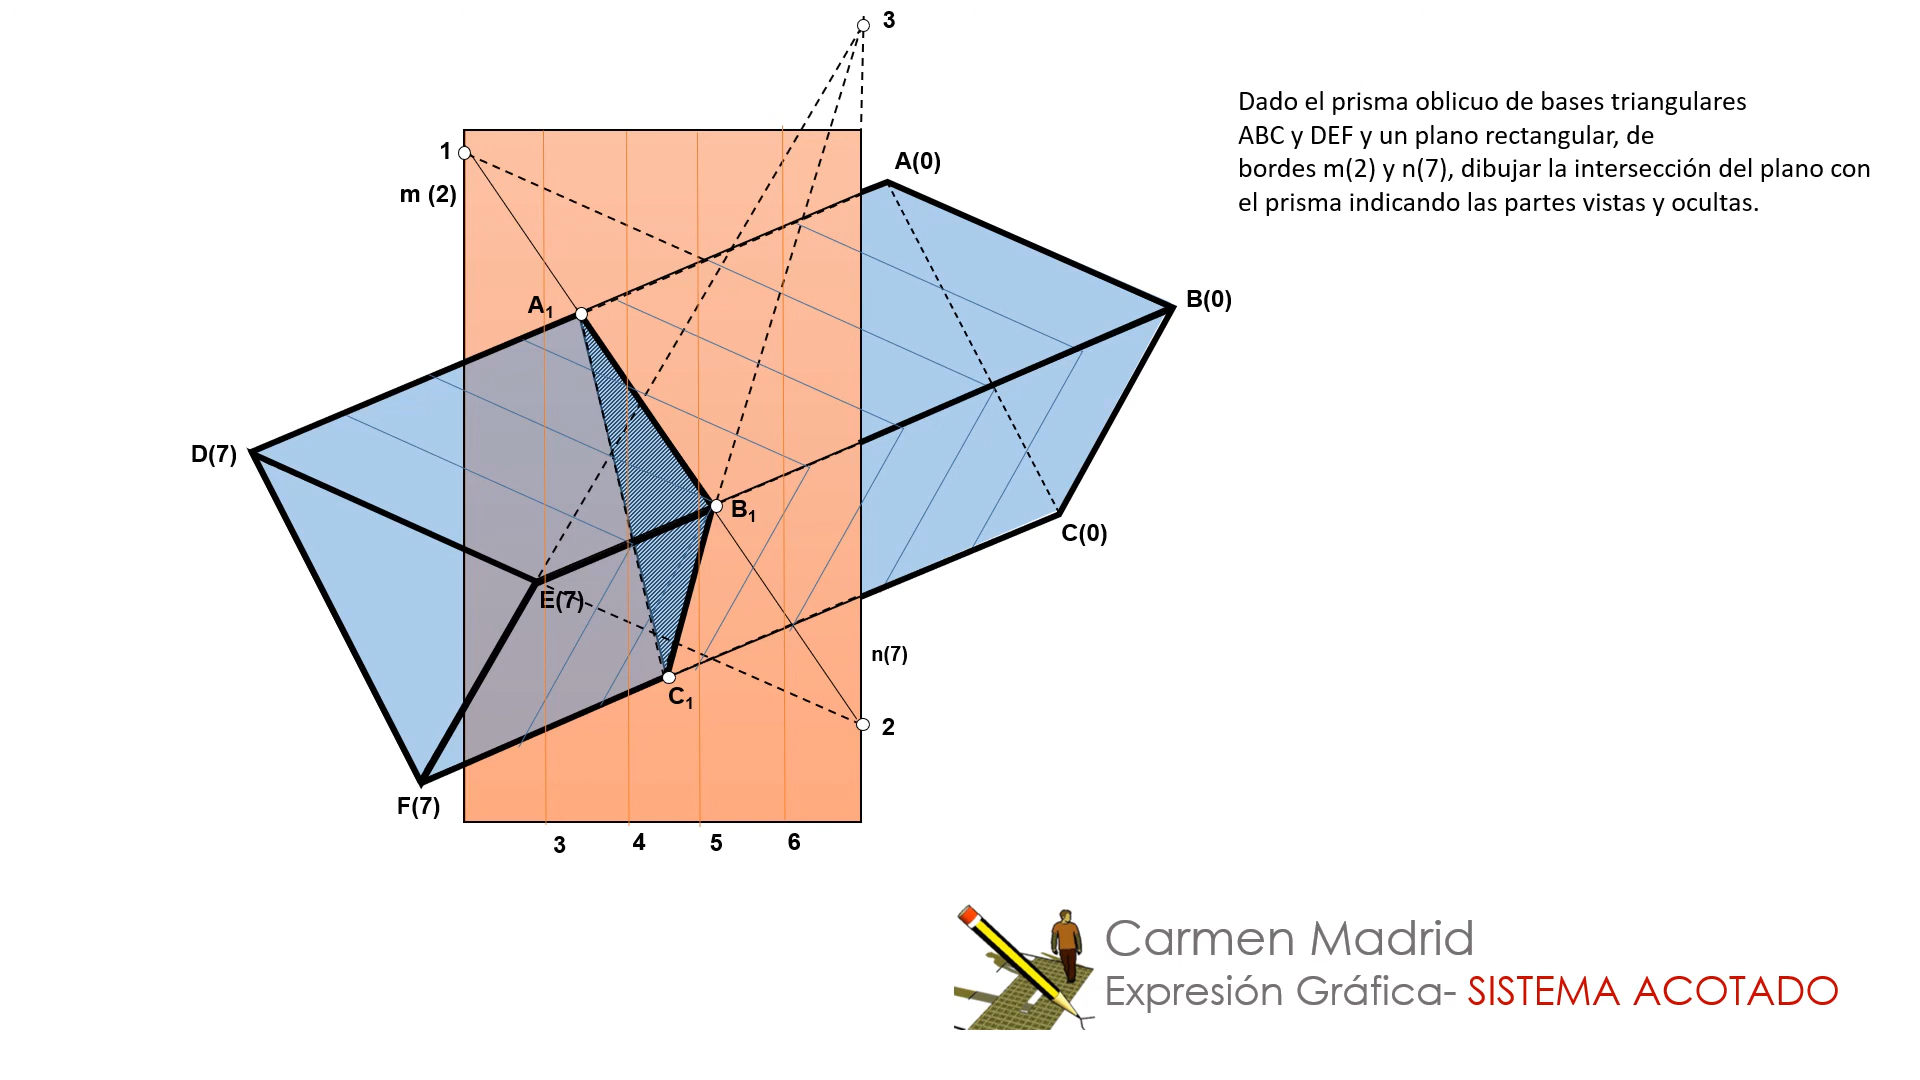 3
Dado el prisma oblicuo de bases triangulares
ABC y DEF y un plano rectangular, de
bordes m(2) y n(7), dibujar la intersección del plano con
el prisma indicando las partes vistas y ocultas.
1
A(0)
m (2)
B(0)
A1
D(7)
B1
C(0)
E(7)
n(7)
C1
2
F(7)
3 4 5 6
Carmen Madrid
Expresión Gráfica- SISTEMA ACOTADO